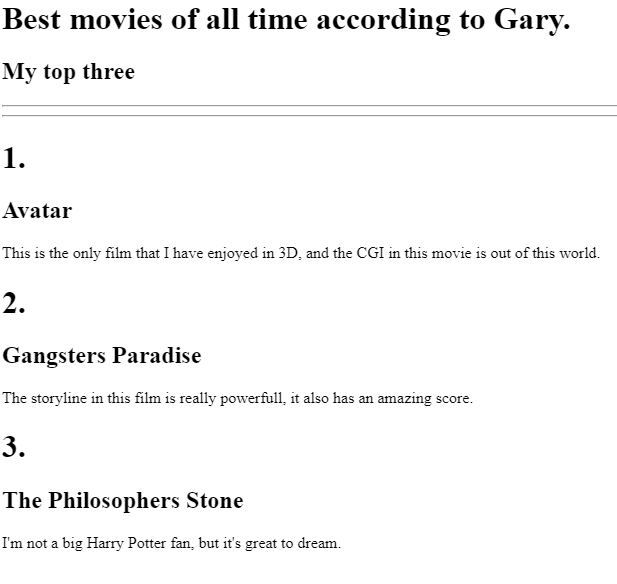 Best movies of all time according to Gary.
My top three
1.
Avatar
This is the only film that I have enjoyed in 3D, and the CGI in this movie is out of this world.
2.
Gangsters Paradise
The storyline in this film is really powerfull, it also has an amazing score.
3.
The Philosophers Stone
I'm not a big Harry Potter fan, but it's great to dream.